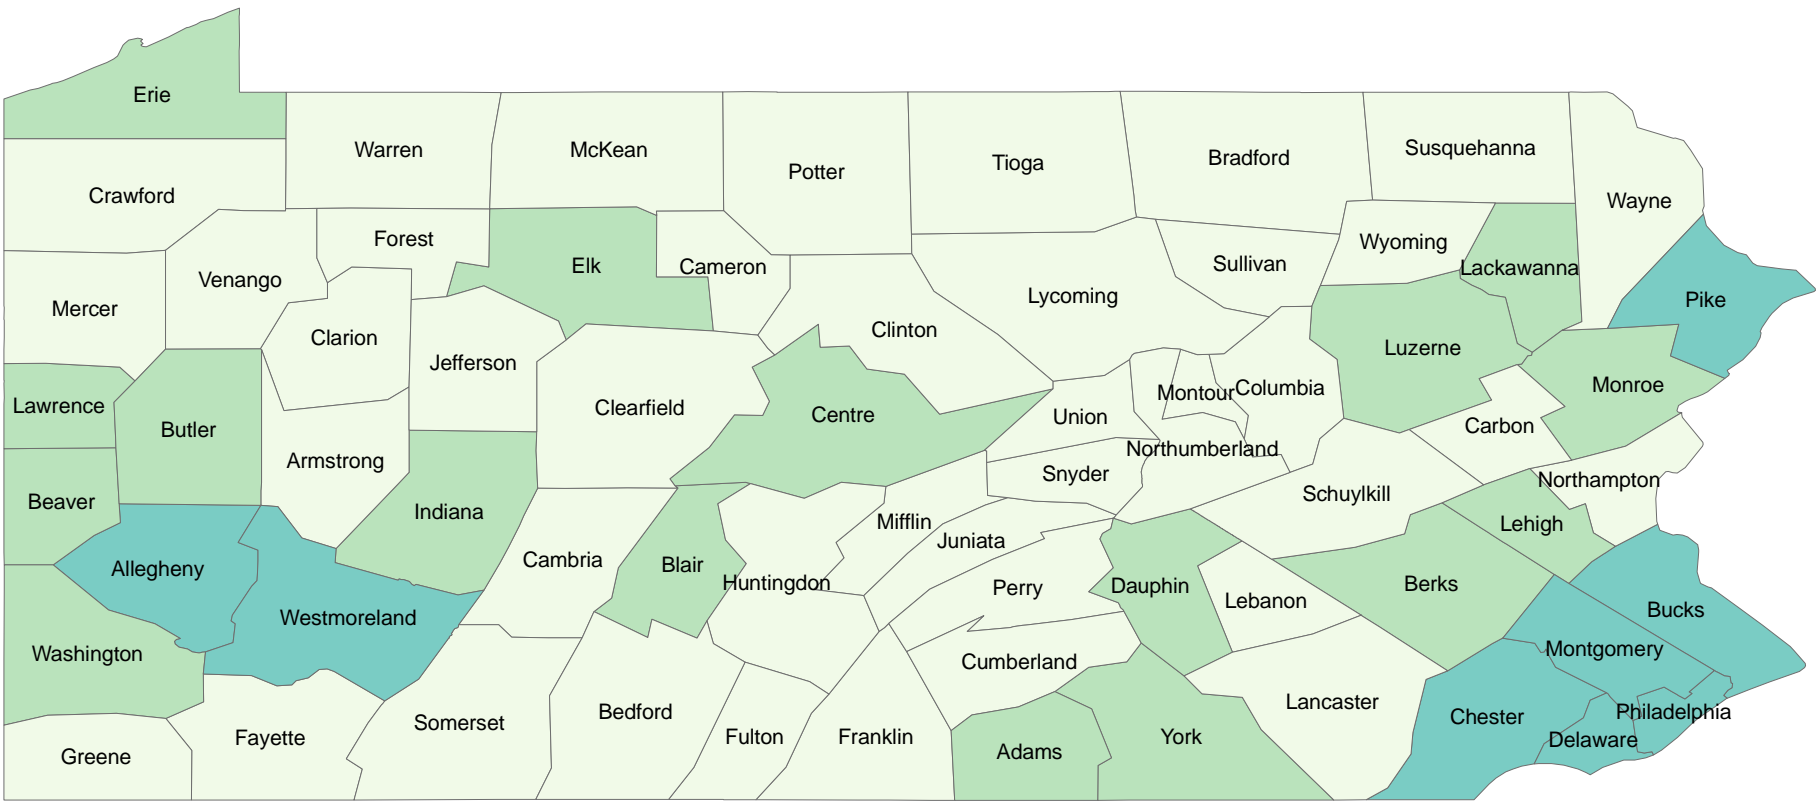 Erie
Warren
McKean
Potter
Tioga
Bradford
Susquehanna
Wayne
Crawford
Forest
Elk
Cameron
Sullivan
Wyoming
Lackawanna
Pike
Mercer
Venango
Clarion
Jefferson
Clinton
Lycoming
Luzerne
Monroe
Lawrence
Butler
Armstrong
Clearfield
Centre
Union
Montour
Columbia
Carbon
Northumberland
Snyder
Schuylkill
Northampton
Beaver
Indiana
Cambria
Blair
Huntingdon
Mifflin
Juniata
Perry
Dauphin
Lebanon
Berks
Lehigh
Bucks
Allegheny
Westmoreland
Washington
Montgomery
Cumberland
Lancaster
Chester
Philadelphia
Delaware
Greene
Fayette
Somerset
Bedford
Fulton
Franklin
Adams
York